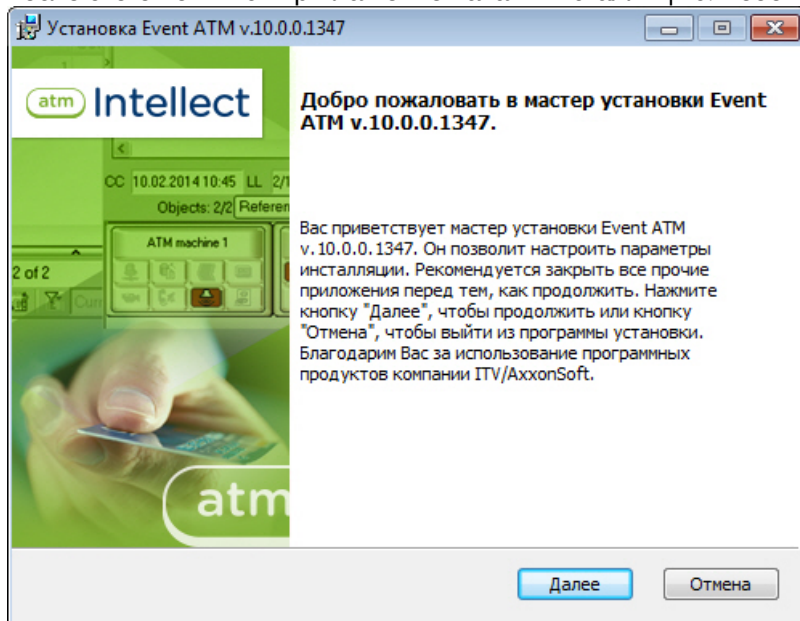 Установка Event ATM v.10.0.0.1347
atm Intellect
Добро пожаловать в мастер установки Event
ATM v.10.0.0.1347.
CC 10.02.2014 10:45 LL 2/1
Objects: 2/2 Referen
ATM machine 1
2 of 2
Curr
Вас приветствует мастер установки Event ATM
v.10.0.0.1347. Он позволит настроить параметры
инсталляции. Рекомендуется закрыть все прочие
приложения перед тем, как продолжить. Нажмите
кнопку "Далее", чтобы продолжить или кнопку
"Отмена", чтобы выйти из программы установки.
Благодарим Вас за использование программных
продуктов компании ITV/AxxonSoft.
atm
Далее
Отмена